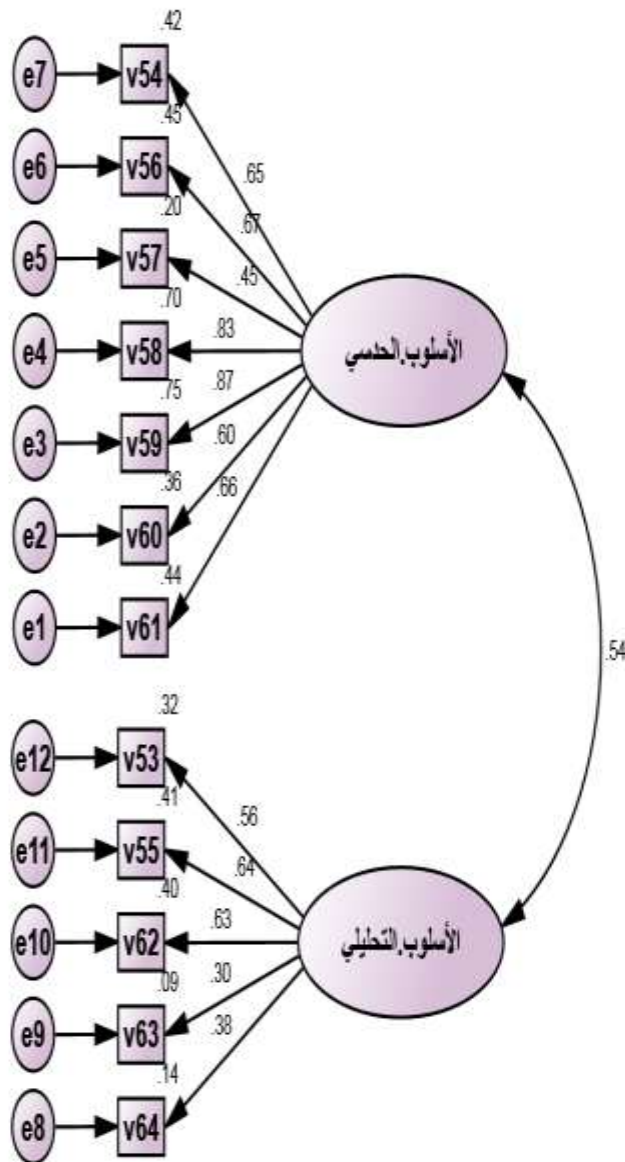 .42
e7 v54
.45
.65
e6 v56
.20 .67
e5 v57 .45
.70
.83
e4 v58 الأسلوب.الحدسي
.75 .87
e3 v59 .60
.36 .66
e2 v60
.44
e1 v61
.54
.32
e12 v53
.41 .56
e11 v55 .64
.40
.63
e10 v62 الأسلوب.التحليلي
.09 .30
e9 v63 .38
.14
e8 v64